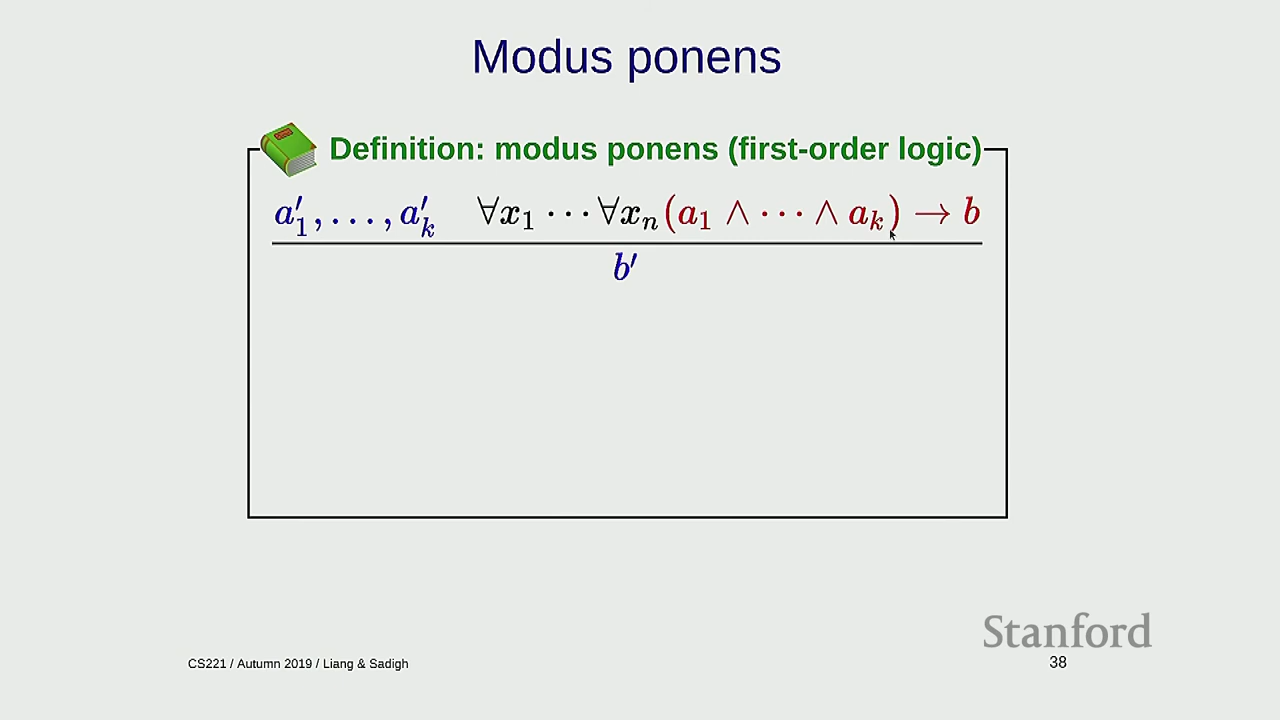 Modus ponens
Definition: modus ponens (first-order logic)
a′₁, . . . , a′ₖ ∀x₁ ⋯ ∀xₙ(a₁ ∧ ⋯ ∧ aₖ) → b
b′
Stanford
CS221 / Autumn 2019 / Liang & Sadigh
38